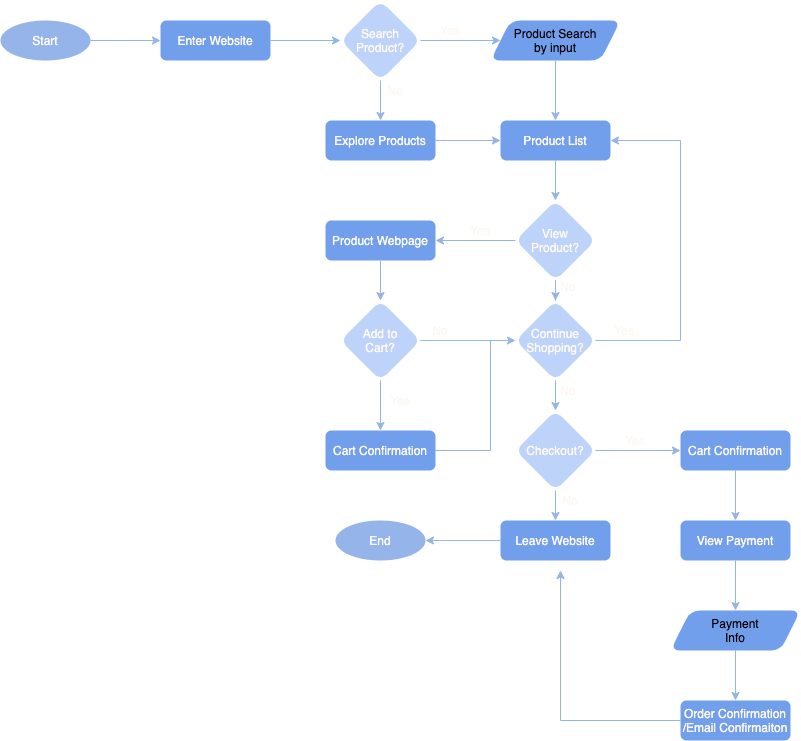 Start
Enter Website
Search
Product?
Yes
Product Search
by input
No
Explore Products
Product List
Product Webpage
Yes
View
Product?
No
Add to
Cart?
No
Continue
Shopping?
Yes
Yes
No
Cart Confirmation
Checkout?
Yes
Cart Confirmation
No
End
Leave Website
View Payment
Payment
Info
Order Confirmation
/Email Confirmaiton